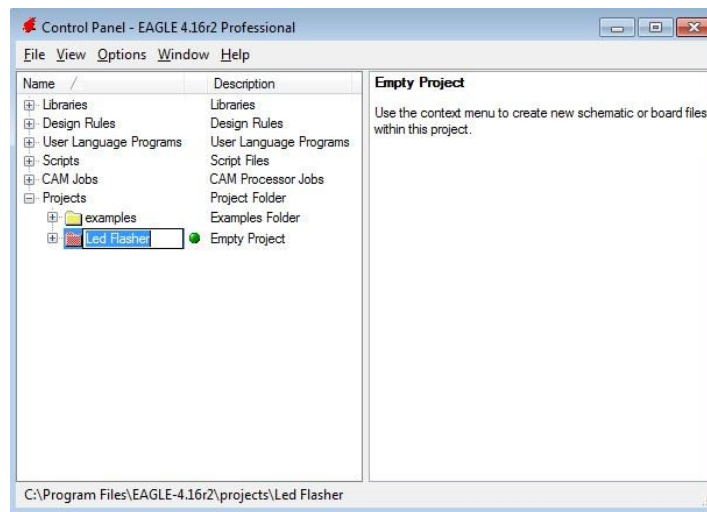 Control Panel - EAGLE 4.16r2 Professional
File View Options Window Help
Name / Description
Libraries Libraries
Design Rules Design Rules
User Language Programs User Language Programs
Scripts Script Files
CAM Jobs CAM Processor Jobs
Projects Project Folder
examples Examples Folder
Led Flasher Empty Project
Empty Project
Use the context menu to create new schematic or board files
within this project.
C:\Program Files\EAGLE-4.16r2\projects\Led Flasher